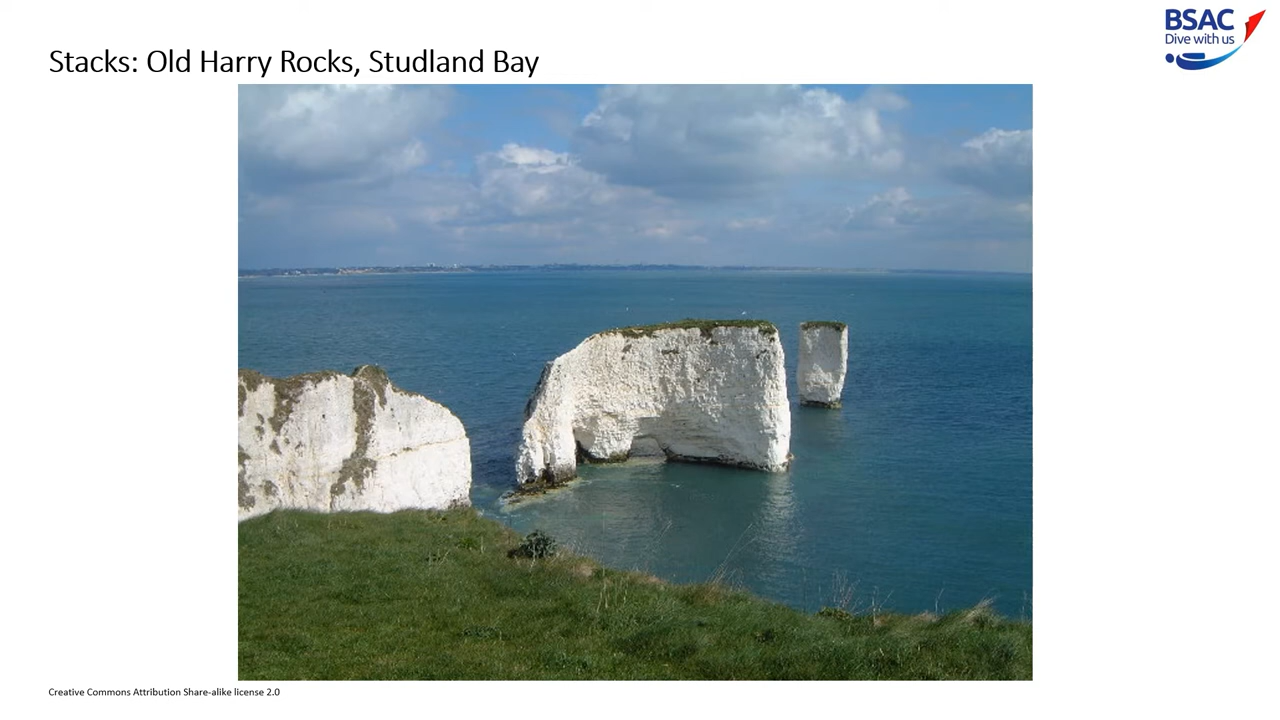 BSAC
Dive with us
Stacks: Old Harry Rocks, Studland Bay
Creative Commons Attribution Share-alike license 2.0